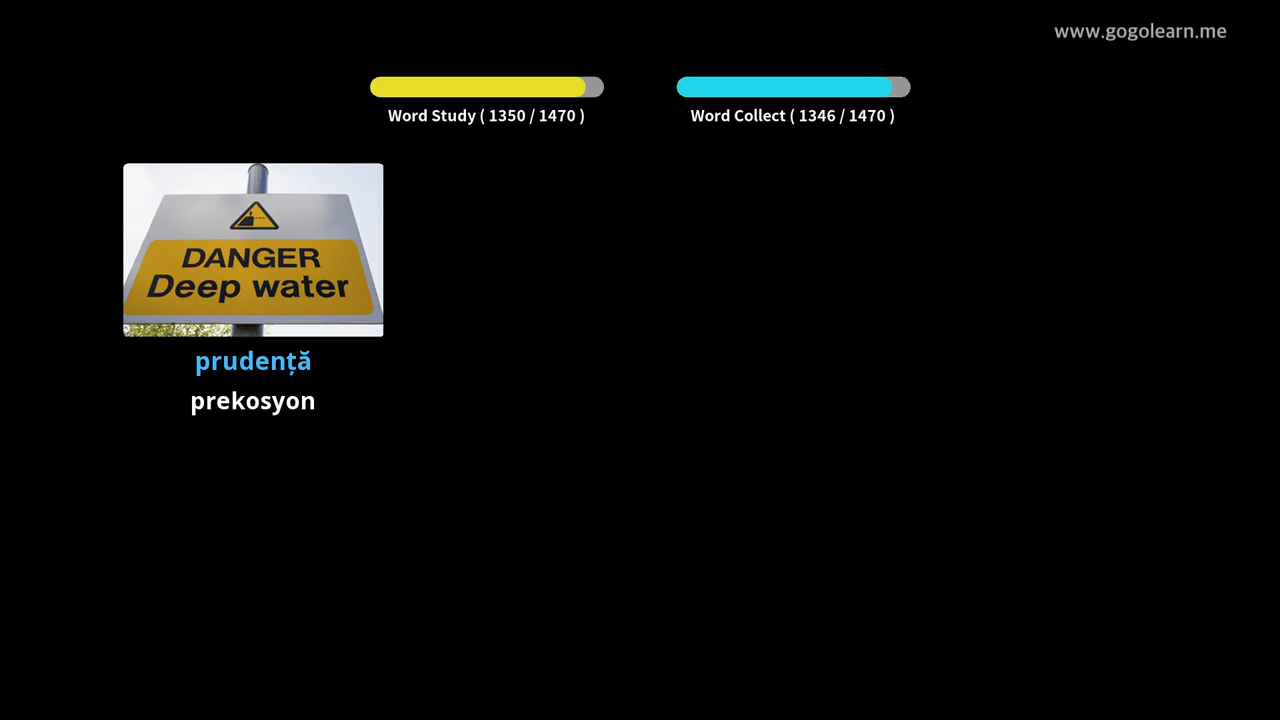 www.gogolearn.me
Word Study ( 1350 / 1470 )
Word Collect ( 1346 / 1470 )
DANGER
Deep water
prudență
prekosyon